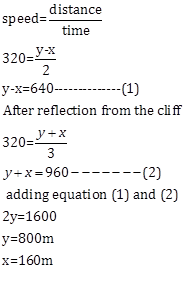 speed=distance/time
320=y-x/2
y-x=640--------------(1)
After reflection from the cliff
320=y+x/3
y+x=960-------(2)
adding equation (1) and (2)
2y=1600
y=800m
x=160m